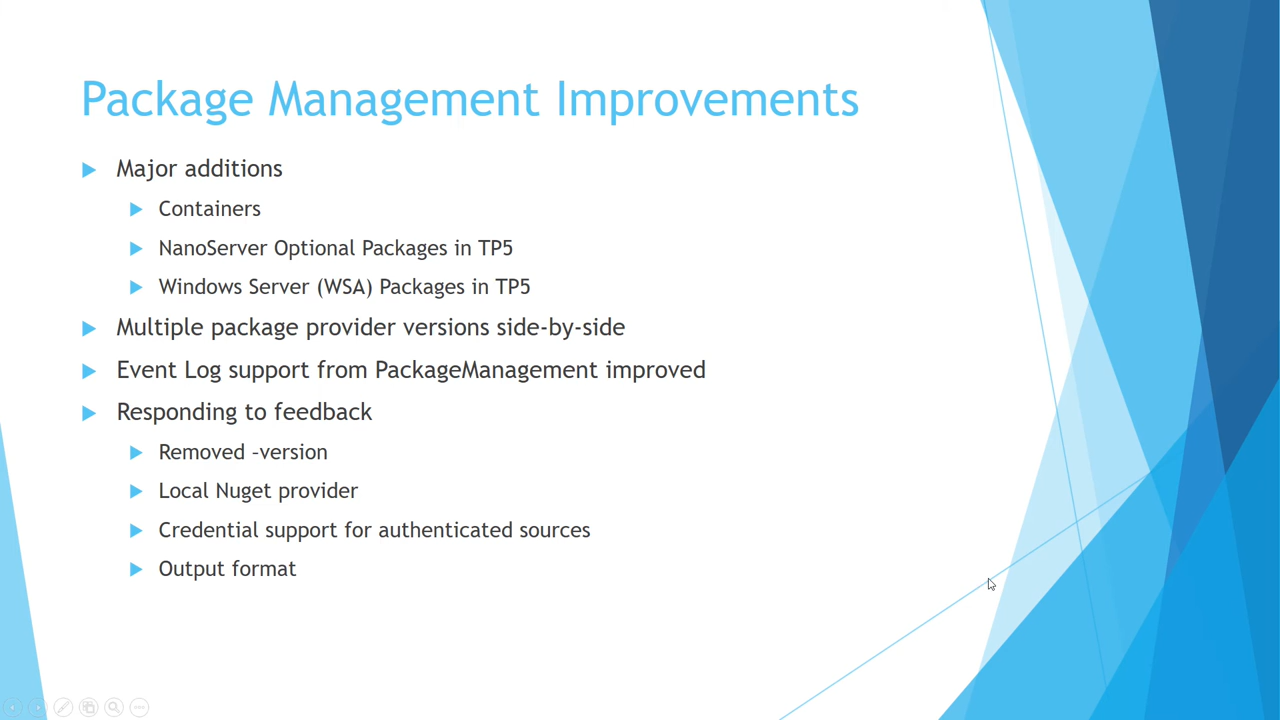 Package Management Improvements
Major additions
Containers
NanoServer Optional Packages in TP5
Windows Server (WSA) Packages in TP5
Multiple package provider versions side-by-side
Event Log support from PackageManagement improved
Responding to feedback
Removed –version
Local Nuget provider
Credential support for authenticated sources
Output format